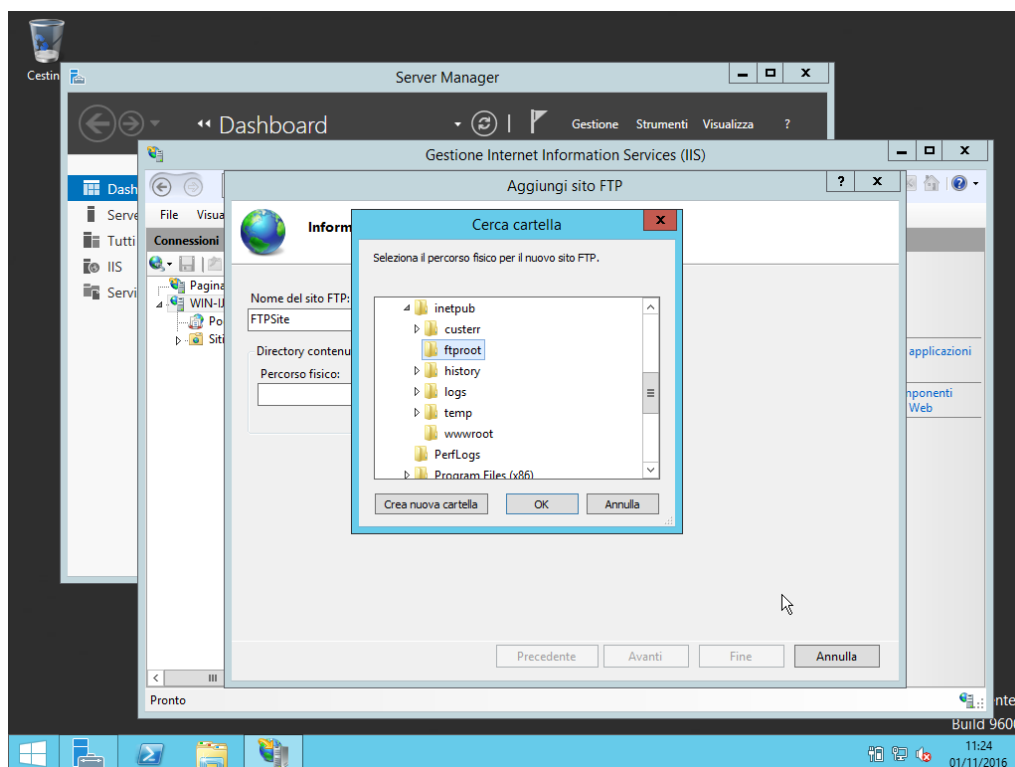 Cestin
Server Manager
Dashboard
Gestione Strumenti Visualizza ?
Gestione Internet Information Services (IIS)
Dash
Serve
Tutti
IIS
Servi
File Visua
Connessioni
Pagina
WIN-IJ
Po
Siti
Aggiungi sito FTP
Inform
Nome del sito FTP:
FTPSite
Directory contenu
Percorso fisico:
Cerca cartella
Seleziona il percorso fisico per il nuovo sito FTP.
inetpub
custerr
ftproot
history
logs
temp
wwwroot
PerfLogs
Program Files (x86)
Crea nuova cartella OK Annulla
applicazioni
nponenti
Web
Precedente Avanti Fine Annulla
Pronto
nte
Build 960
11:24
01/11/2016